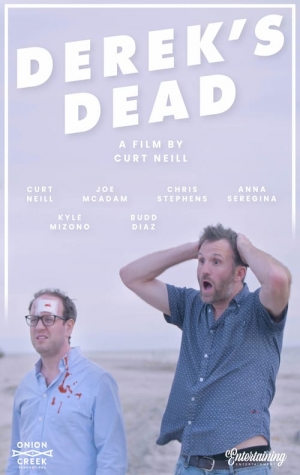 DEREK'S
DEAD
A FILM BY
CURT NEILL
CURT NEILL
JOE MCADAM
CHRIS STEPHENS
ANNA SEREGINA
KYLE MIZONO
BUDD DIAZ
ONION
CREEK
Entertaining
ENTERTAINMENT